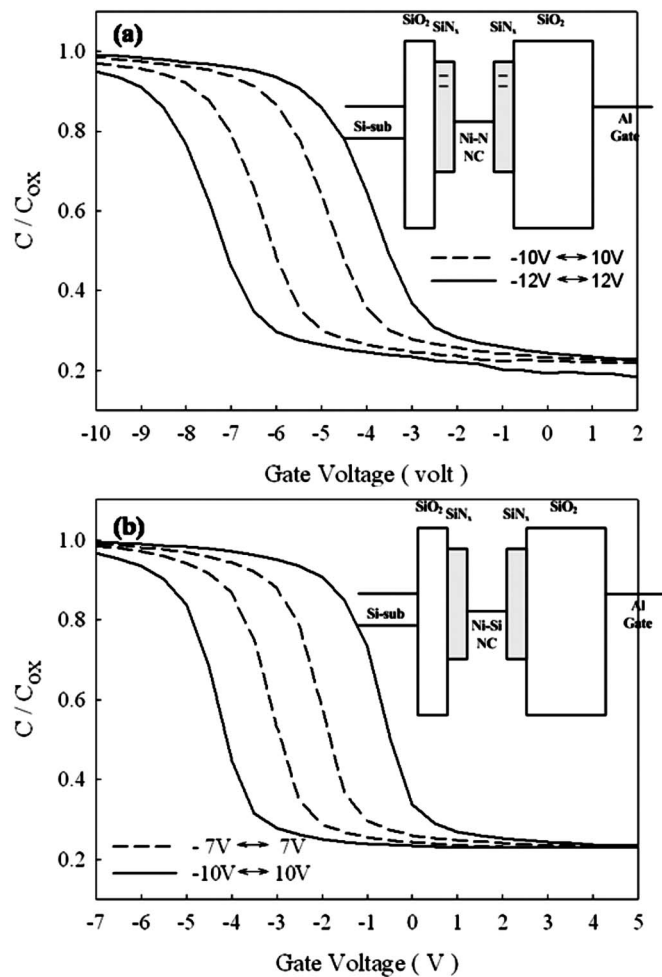 (a)
SiO2
SiNx
SiNx
SiO2
Si-sub
Ni-N
NC
Al
Gate
-10V ↔ 10V
-12V ↔ 12V
1.0
0.8
0.6
0.4
0.2
C / COX
-10 -9 -8 -7 -6 -5 -4 -3 -2 -1 0 1 2
Gate Voltage ( volt )
(b)
SiO2
SiNx
SiNx
SiO2
Si-sub
Ni-Si
NC
Al
Gate
- 7V ↔ 7V
-10V ↔ 10V
1.0
0.8
0.6
0.4
0.2
C / COX
-7 -6 -5 -4 -3 -2 -1 0 1 2 3 4 5
Gate Voltage ( V )